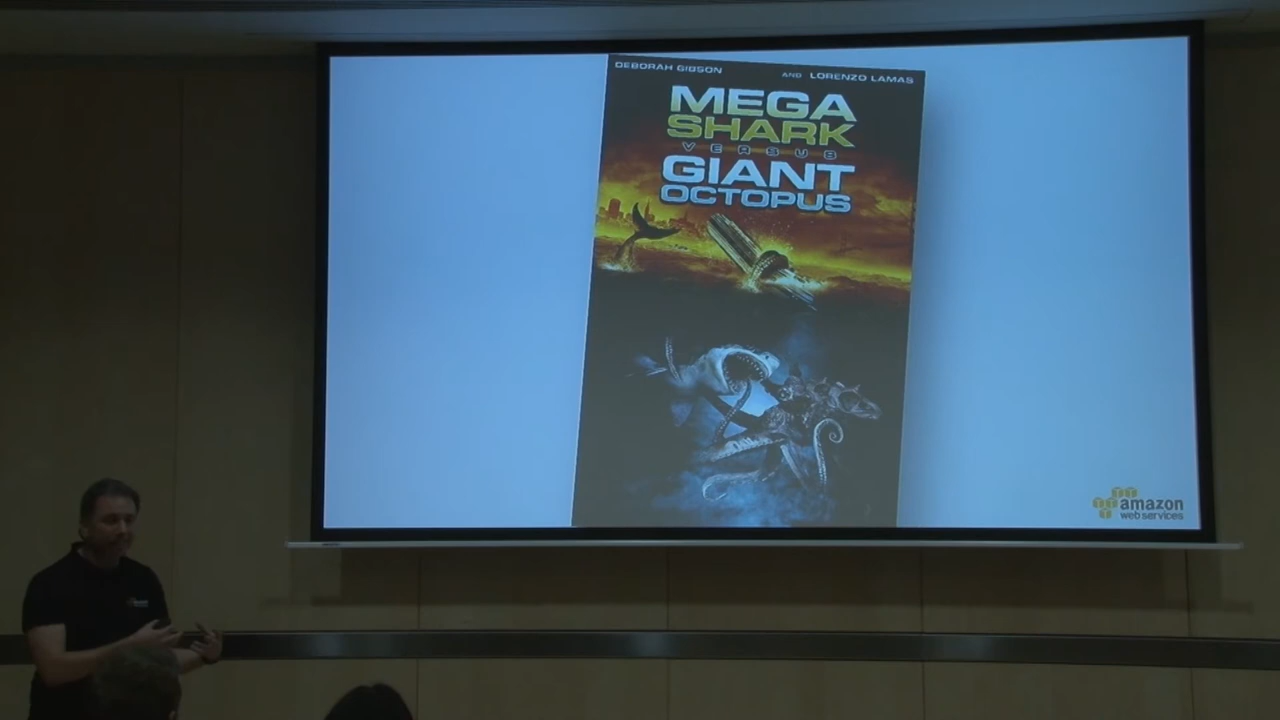 DEBORAH GIBSON AND LORENZO LAMAS
MEGA
SHARK
VERSUS
GIANT
OCTOPUS
amazon
web services